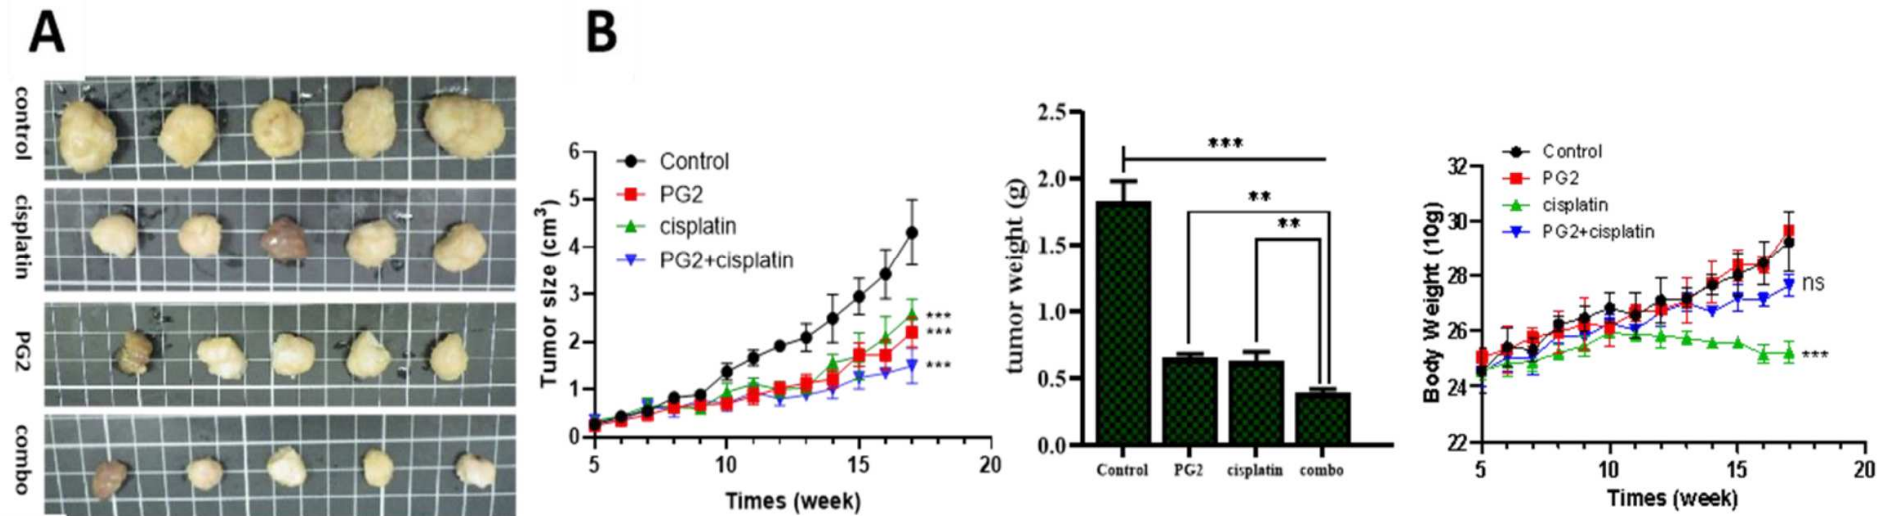 A
control
cisplatin
PG2
combo
B
Tumor size (cm3)
6
5
4
3
2
1
0
5
10
15
20
Times (week)
Control
PG2
cisplatin
PG2+cisplatin
***
***
***
tumor weight (g)
2.5
2.0
1.5
1.0
0.5
0.0
***
**
**
Control
PG2
cisplatin
combo
Body Weight (10g)
32
30
28
26
24
22
5
10
15
20
Times (week)
Control
PG2
cisplatin
PG2+cisplatin
ns
***